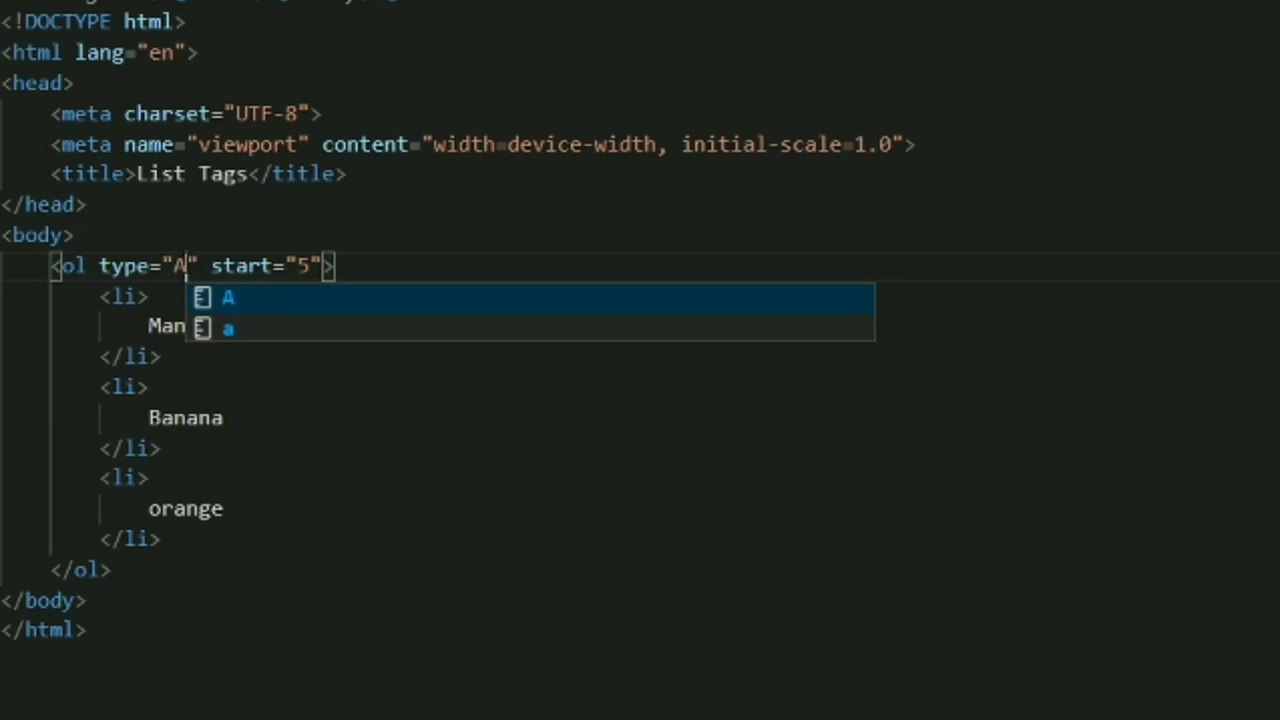 <!DOCTYPE html>
<html lang="en">
<head>
<meta charset="UTF-8">
<meta name="viewport" content="width=device-width, initial-scale=1.0">
<title>List Tags</title>
</head>
<body>
<ol type="A" start="5">
<li>
A
Man
a
</li>
<li>
Banana
</li>
<li>
orange
</li>
</ol>
</body>
</html>